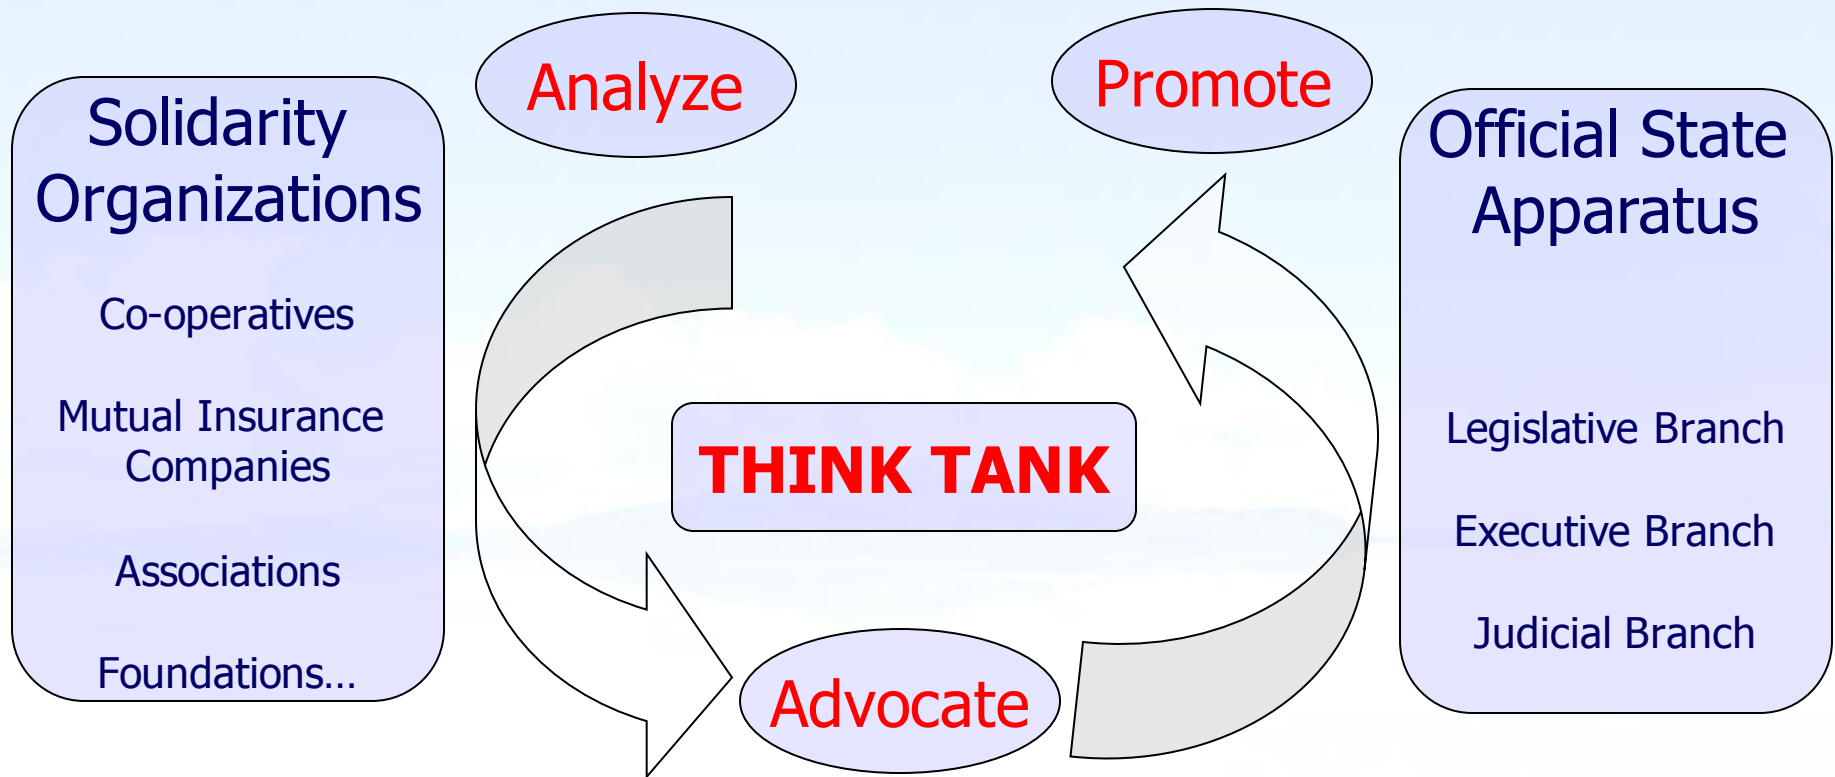 Solidarity
Organizations
Co-operatives
Mutual Insurance
Companies
Associations
Foundations…
Analyze
THINK TANK
Advocate
Promote
Official State
Apparatus
Legislative Branch
Executive Branch
Judicial Branch